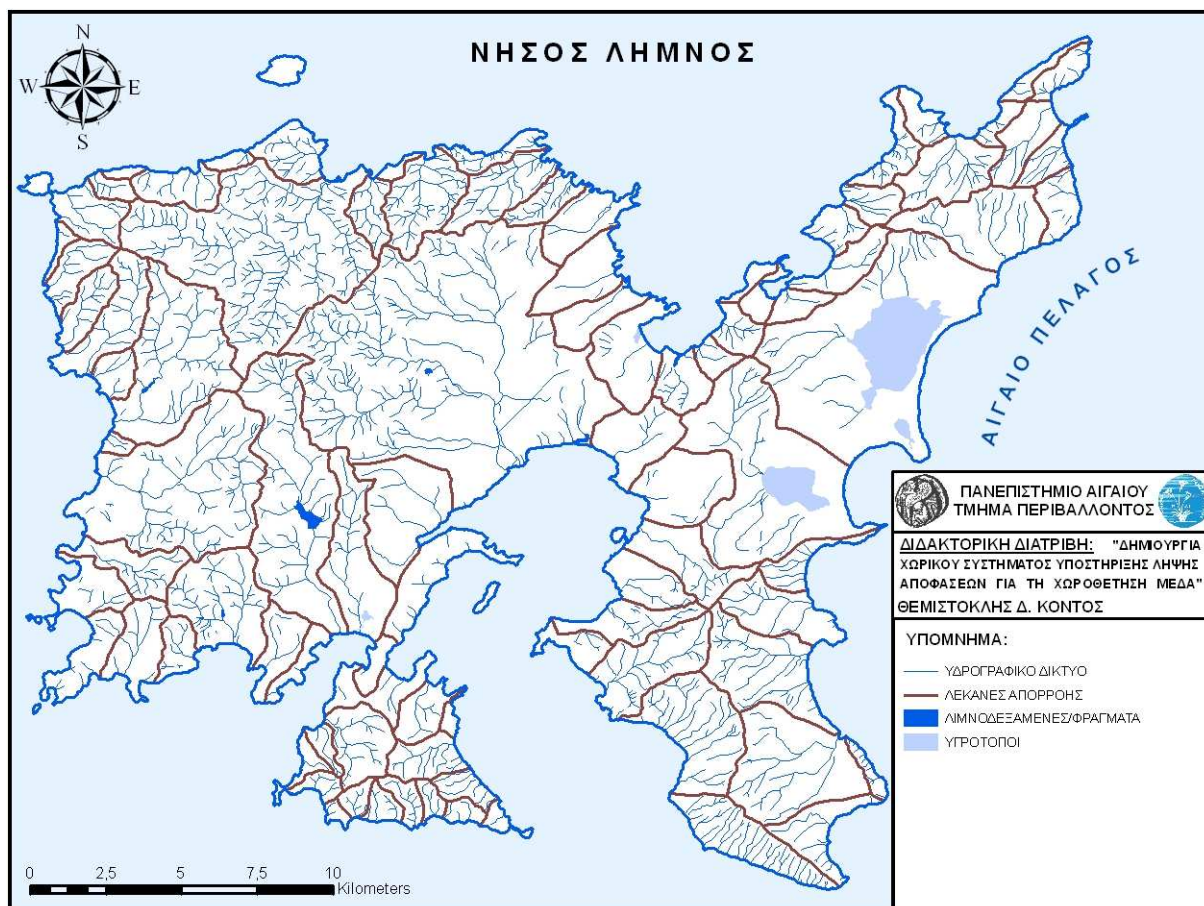 ΝΗΣΟΣ ΛΗΜΝΟΣ
N
W E
S
ΑΙΓΑΙΟ ΠΕΛΑΓΟΣ
ΠΑΝΕΠΙΣΤΗΜΙΟ ΑΙΓΑΙΟΥ
ΤΜΗΜΑ ΠΕΡΙΒΑΛΛΟΝΤΟΣ
ΔΙΔΑΚΤΟΡΙΚΗ ΔΙΑΤΡΙΒΗ: "ΔΗΜΙΟΥΡΓΙΑ
ΧΩΡΙΚΟΥ ΣΥΣΤΗΜΑΤΟΣ ΥΠΟΣΤΗΡΙΞΗΣ ΛΗΨΗΣ
ΑΠΟΦΑΣΕΩΝ ΓΙΑ ΤΗ ΧΩΡΟΘΕΤΗΣΗ ΜΕΔΑ"
ΘΕΜΙΣΤΟΚΛΗΣ Δ. ΚΟΝΤΟΣ
ΥΠΟΜΝΗΜΑ:
ΥΔΡΟΓΡΑΦΙΚΟ ΔΙΚΤΥΟ
ΛΕΚΑΝΕΣ ΑΠΟΡΡΟΗΣ
ΛΙΜΝΟΔΕΞΑΜΕΝΕΣ/ΦΡΑΓΜΑΤΑ
ΥΓΡΟΤΟΠΟΙ
0 2,5 5 7,5 10
Kilometers